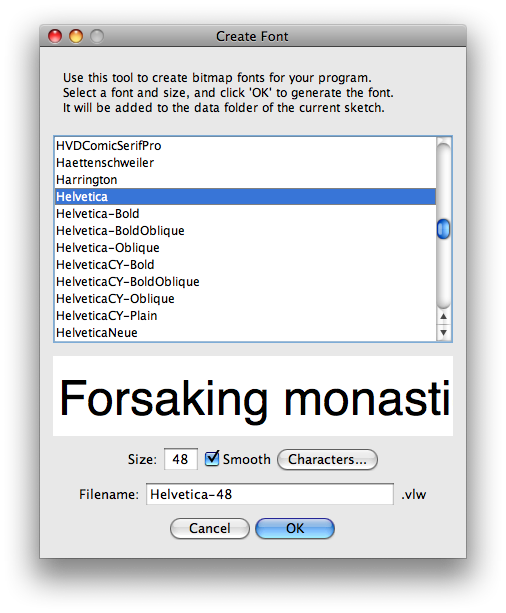 Create Font
Use this tool to create bitmap fonts for your program.
Select a font and size, and click 'OK' to generate the font.
It will be added to the data folder of the current sketch.
HVDComicSerifPro
Haettenschweiler
Harrington
Helvetica
Helvetica-Bold
Helvetica-BoldOblique
Helvetica-Oblique
HelveticaCY-Bold
HelveticaCY-BoldOblique
HelveticaCY-Oblique
HelveticaCY-Plain
HelveticaNeue
Forsaking monasti
Size: 48 Smooth Characters...
Filename: Helvetica-48 .vlw
Cancel OK